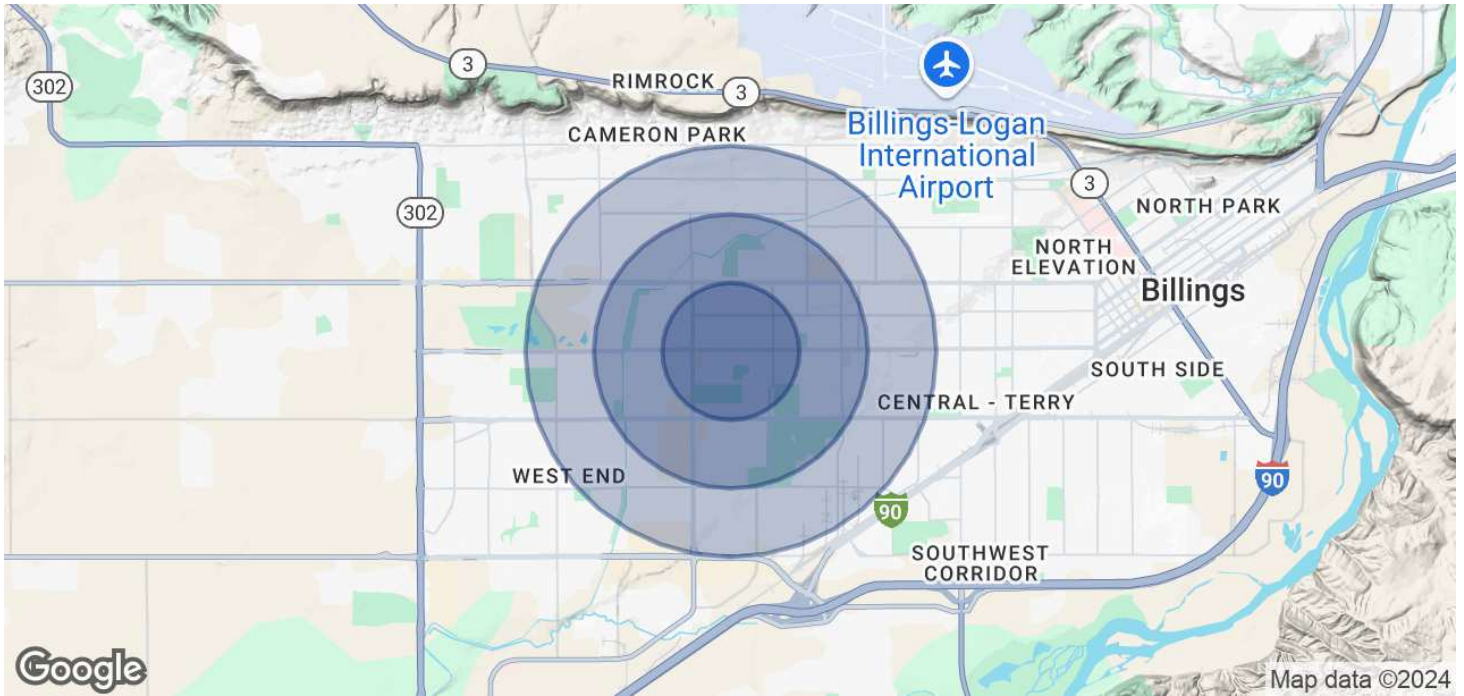 302
3
RIMROCK
3
CAMERON PARK
Billings-Logan
International
Airport
3
302
NORTH PARK
NORTH
ELEVATION
Billings
SOUTH SIDE
CENTRAL - TERRY
WEST END
90
90
SOUTHWEST
CORRIDOR
Google
Map data ©2024